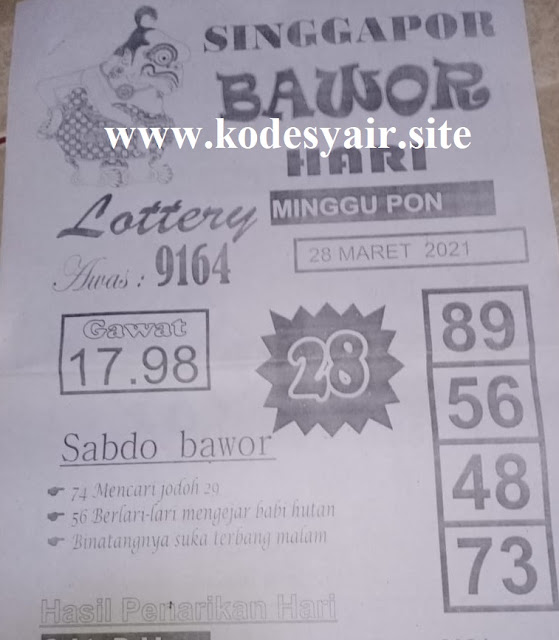 SINGGAPOR
BAWOR
www.kodesyair.site
HARI
Lottery
MINGGU PON
Awas : 9164
28 MARET 2021
Gawat
17.98
28
89
56
48
73
Sabdo bawor
74 Mencari jodoh 29
56 Berlari-lari mengejar babi hutan
Binatangnya suka terbang malam
Hasil Penarikan Hari